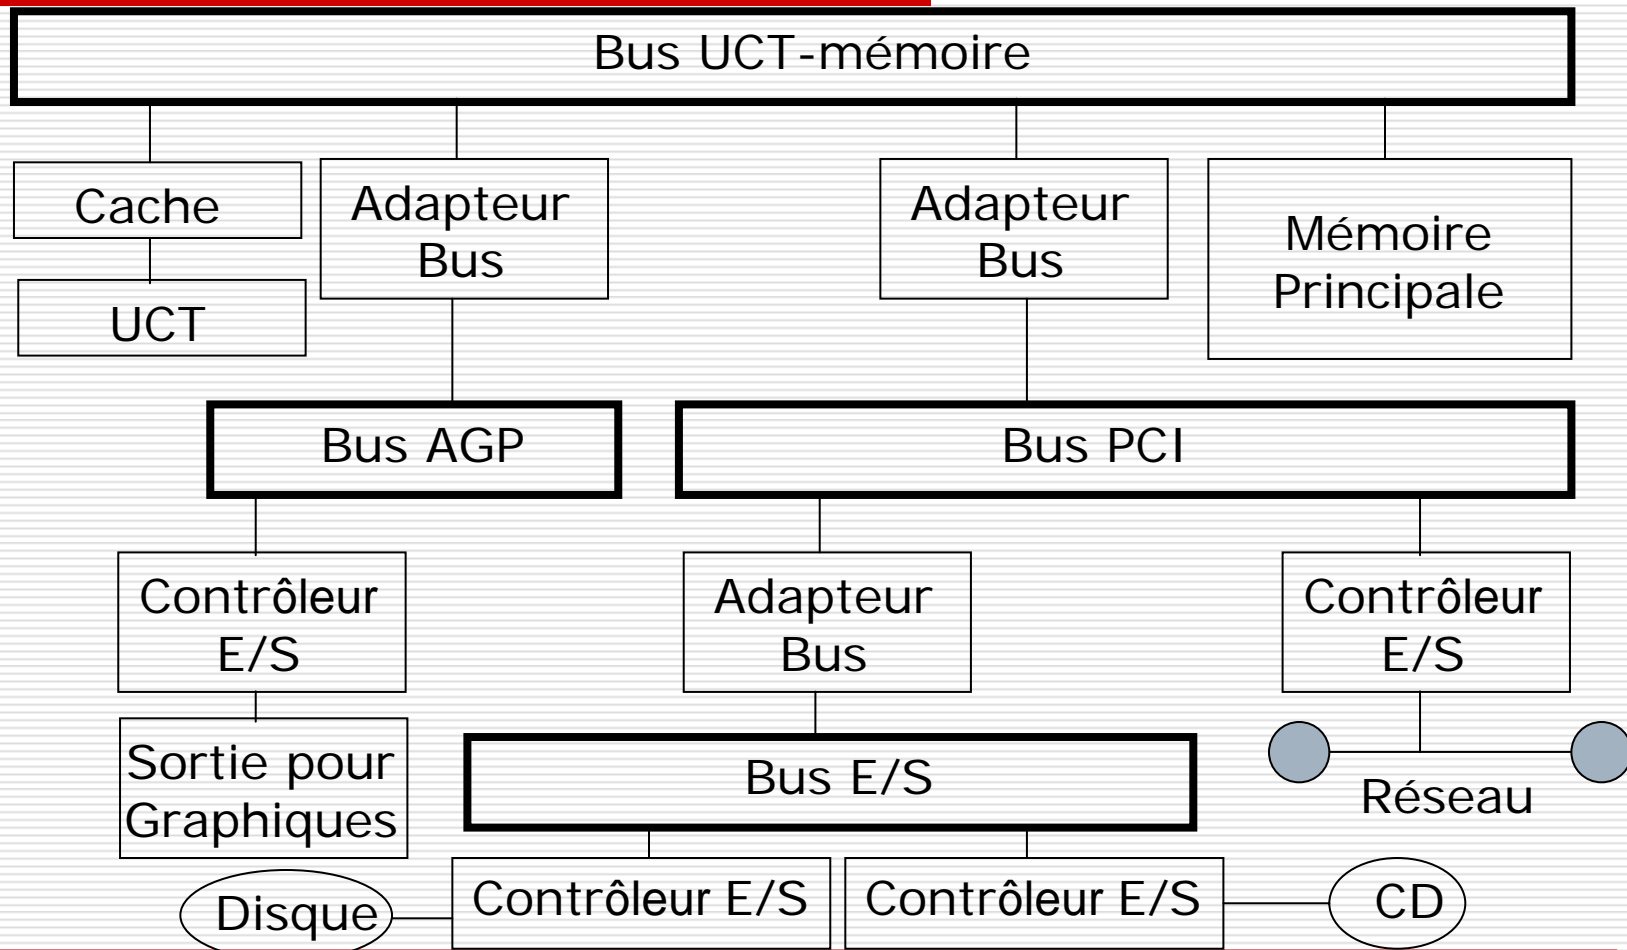 Bus UCT-mémoire
Cache
Adapteur
Bus
Adapteur
Bus
Mémoire
Principale
UCT
Bus AGP
Bus PCI
Contrôleur
E/S
Adapteur
Bus
Contrôleur
E/S
Sortie pour
Graphiques
Bus E/S
Réseau
Disque
Contrôleur E/S
Contrôleur E/S
CD